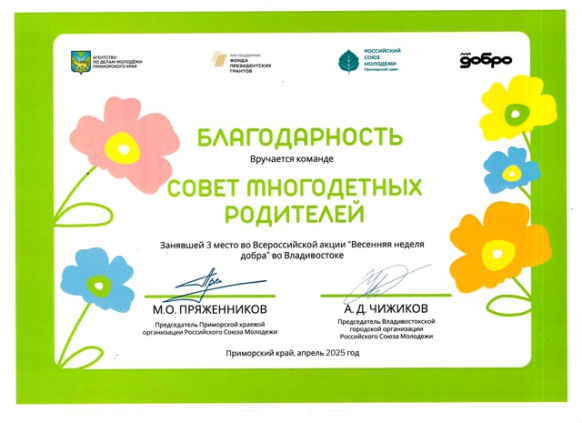 АГЕНТСТВО
ПО ДЕЛАМ МОЛОДЕЖИ
ПРИМОРСКОГО КРАЯ
ПРИ ПОДДЕРЖКЕ
ФОНДА
ПРЕЗИДЕНТСКИХ
ГРАНТОВ
РОССИЙСКИЙ
СОЮЗ
МОЛОДЕЖИ
Приморский край
добро
БЛАГОДАРНОСТЬ
Вручается команде
СОВЕТ МНОГОДЕТНЫХ
РОДИТЕЛЕЙ
Занявшей 3 место во Всероссийской акции "Весенняя неделя
добра" во Владивостоке
М.О. ПРЯЖЕННИКОВ
Председатель Приморской краевой
организации Российского Союза Молодежи
А. Д. ЧИЖИКОВ
Председатель Владивостокской
городской организации
Российского Союза Молодежи
Приморский край, апрель 2025 год